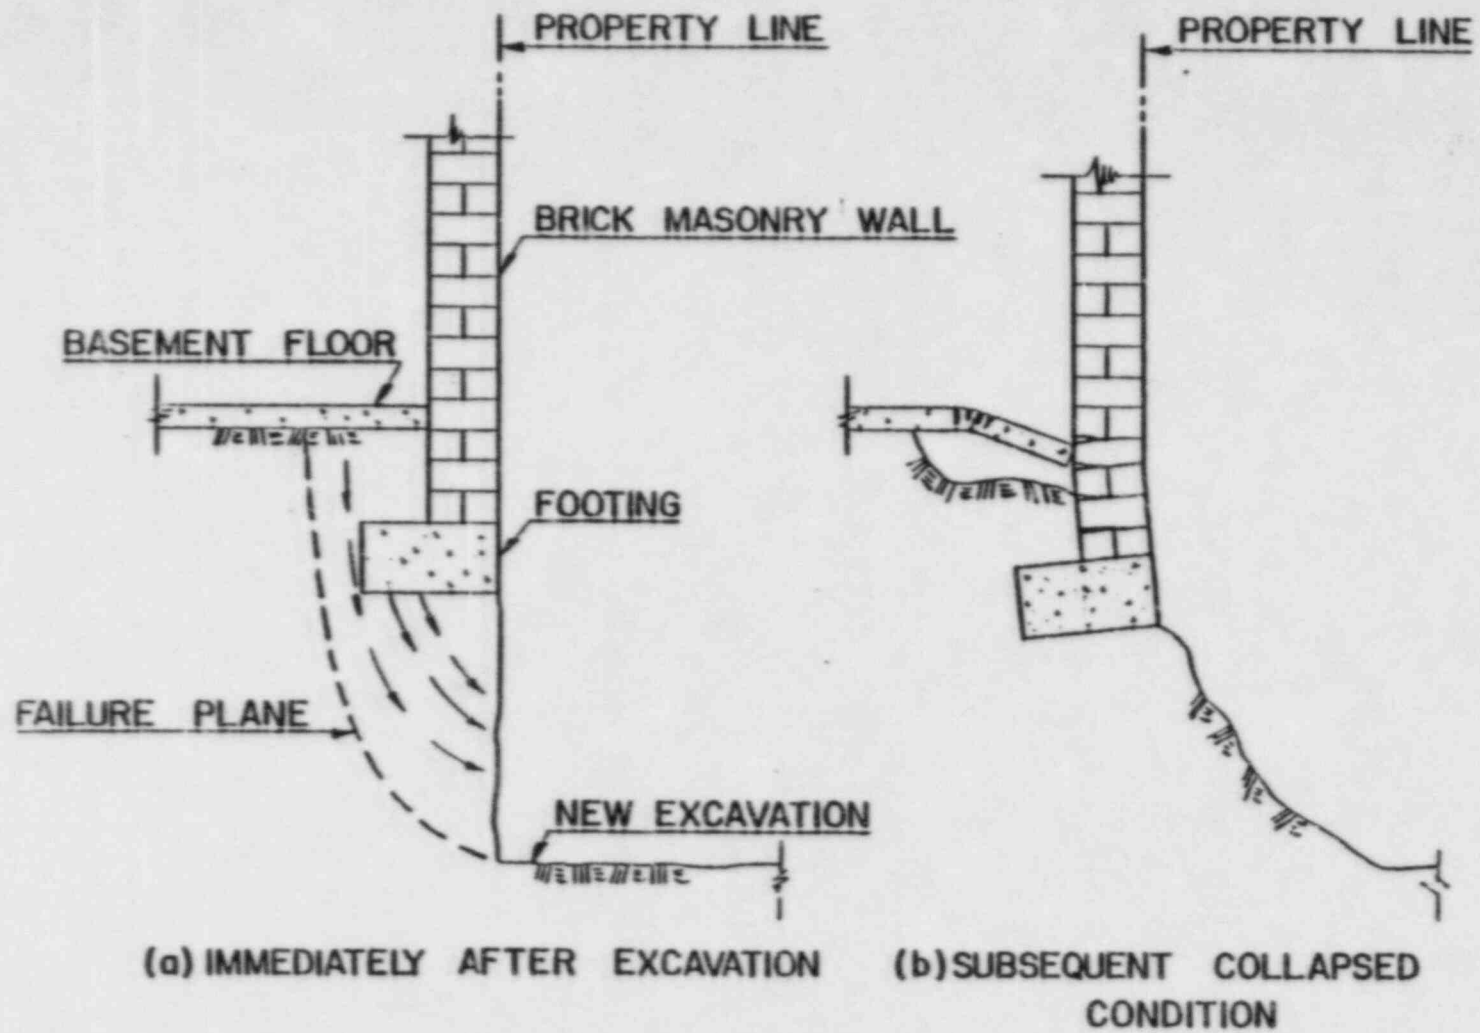 PROPERTY LINE
PROPERTY LINE
BRICK MASONRY WALL
BASEMENT FLOOR
FOOTING
FAILURE PLANE
NEW EXCAVATION
(a) IMMEDIATELY AFTER EXCAVATION
(b) SUBSEQUENT COLLAPSED
CONDITION